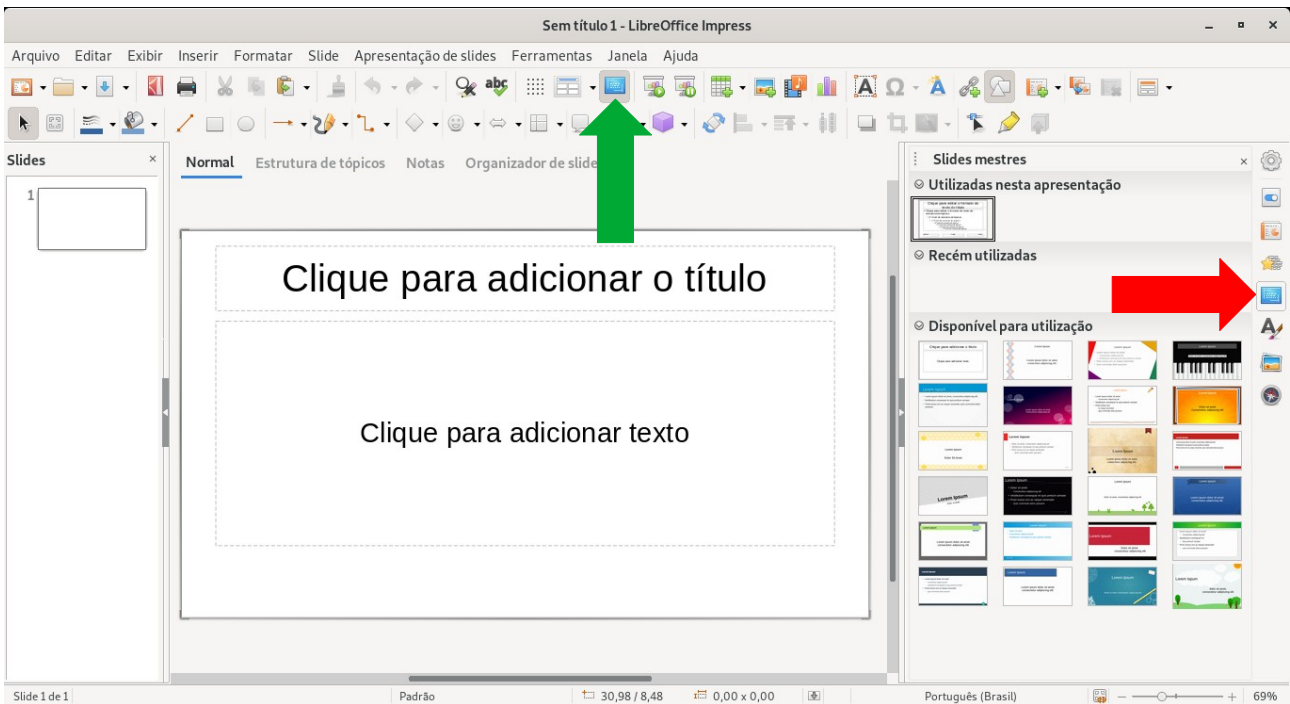 Sem título 1 - LibreOffice Impress
Arquivo Editar Exibir Inserir Formatar Slide Apresentação de slides Ferramentas Janela Ajuda
Slides
Normal Estrutura de tópicos Notas Organizador de slide
1
Clique para adicionar o título
Clique para adicionar texto
Slides mestres
Utilizadas nesta apresentação
Recém utilizadas
Disponível para utilização
Slide 1 de 1 Padrão 30,98 / 8,48 0,00 x 0,00 Português (Brasil) 69%